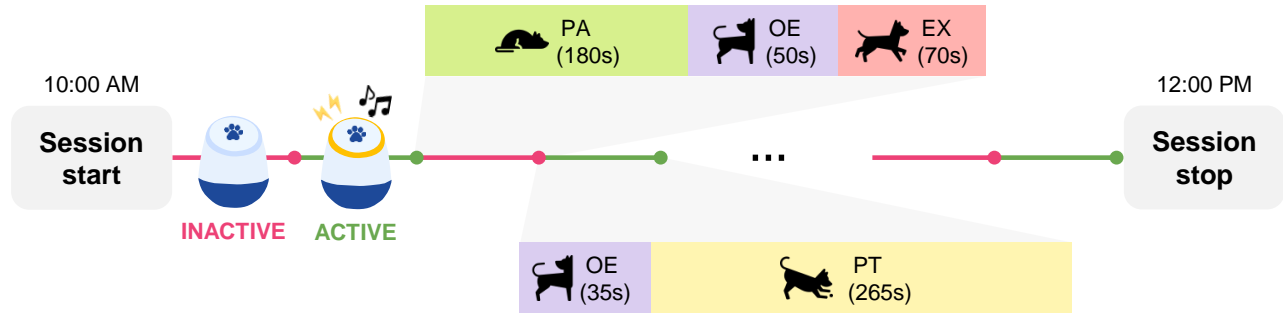 PA
(180s)
OE
(50s)
EX
(70s)
10:00 AM
12:00 PM
Session
start
...
Session
stop
INACTIVE
ACTIVE
OE
(35s)
PT
(265s)